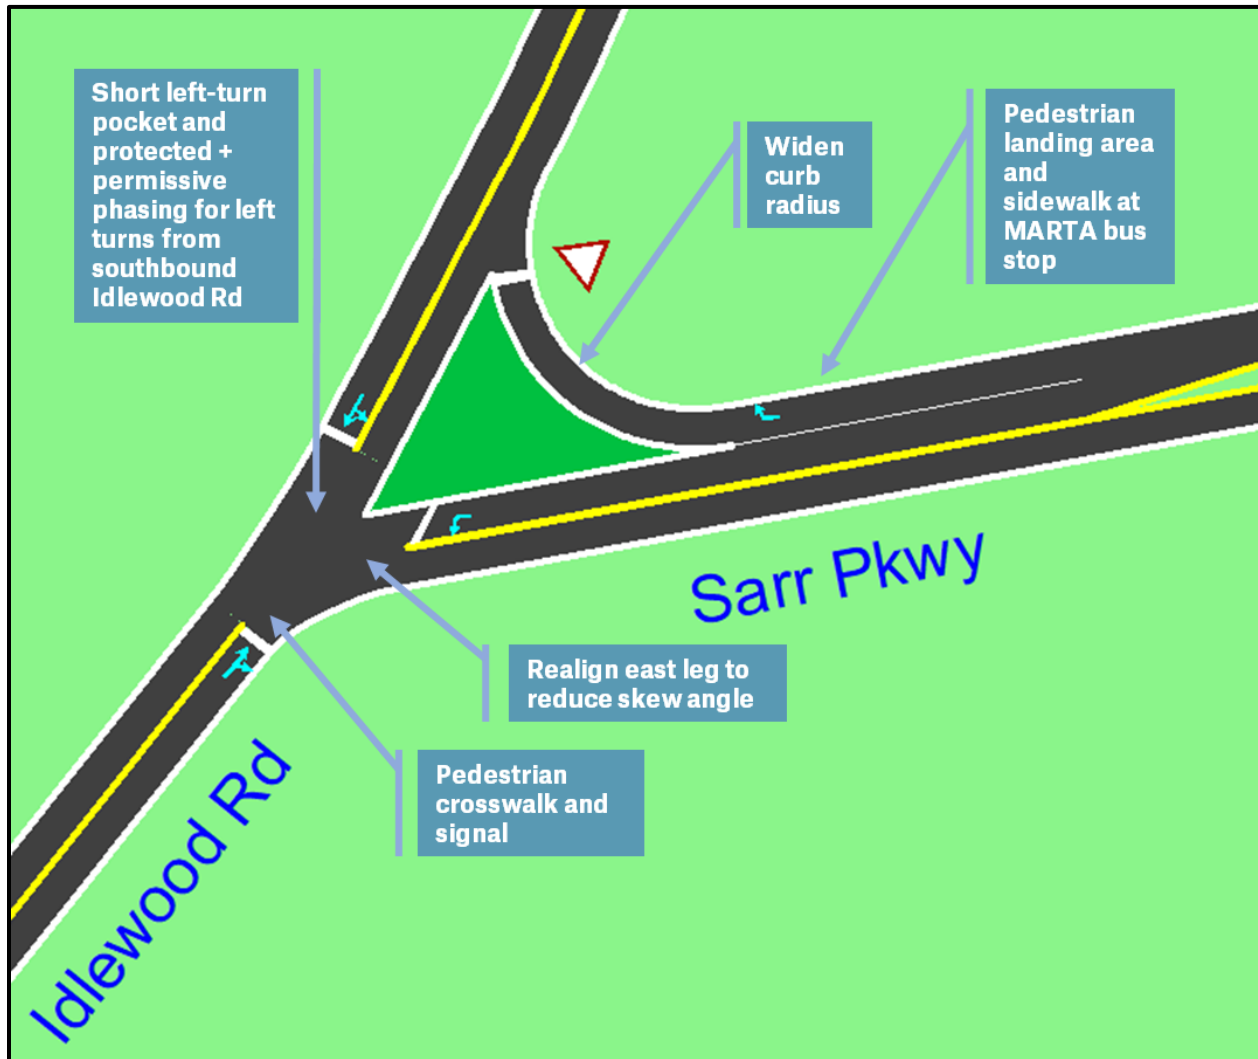 Short left-turn
pocket and
protected +
permissive
phasing for left
turns from
southbound
Idlewood Rd
Widen
curb
radius
Pedestrian
landing area
and
sidewalk at
MARTA bus
stop
Sarr Pkwy
Realign east leg to
reduce skew angle
Pedestrian
crosswalk and
signal
Idlewood Rd